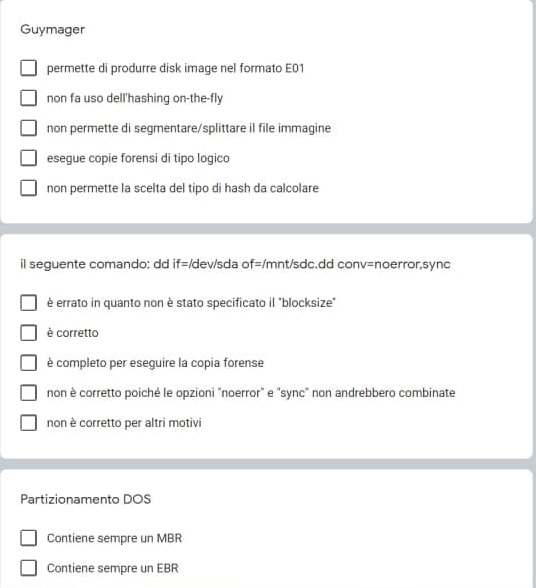 Guymager
permette di produrre disk image nel formato E01
non fa uso dell'hashing on-the-fly
non permette di segmentare/splittare il file immagine
esegue copie forensi di tipo logico
non permette la scelta del tipo di hash da calcolare
il seguente comando: dd if=/dev/sda of=/mnt/sdc.dd conv=noerror,sync
è errato in quanto non è stato specificato il "blocksize"
è corretto
è completo per eseguire la copia forense
non è corretto poiché le opzioni "noerror" e "sync" non andrebbero combinate
non è corretto per altri motivi
Partizionamento DOS
Contiene sempre un MBR
Contiene sempre un EBR